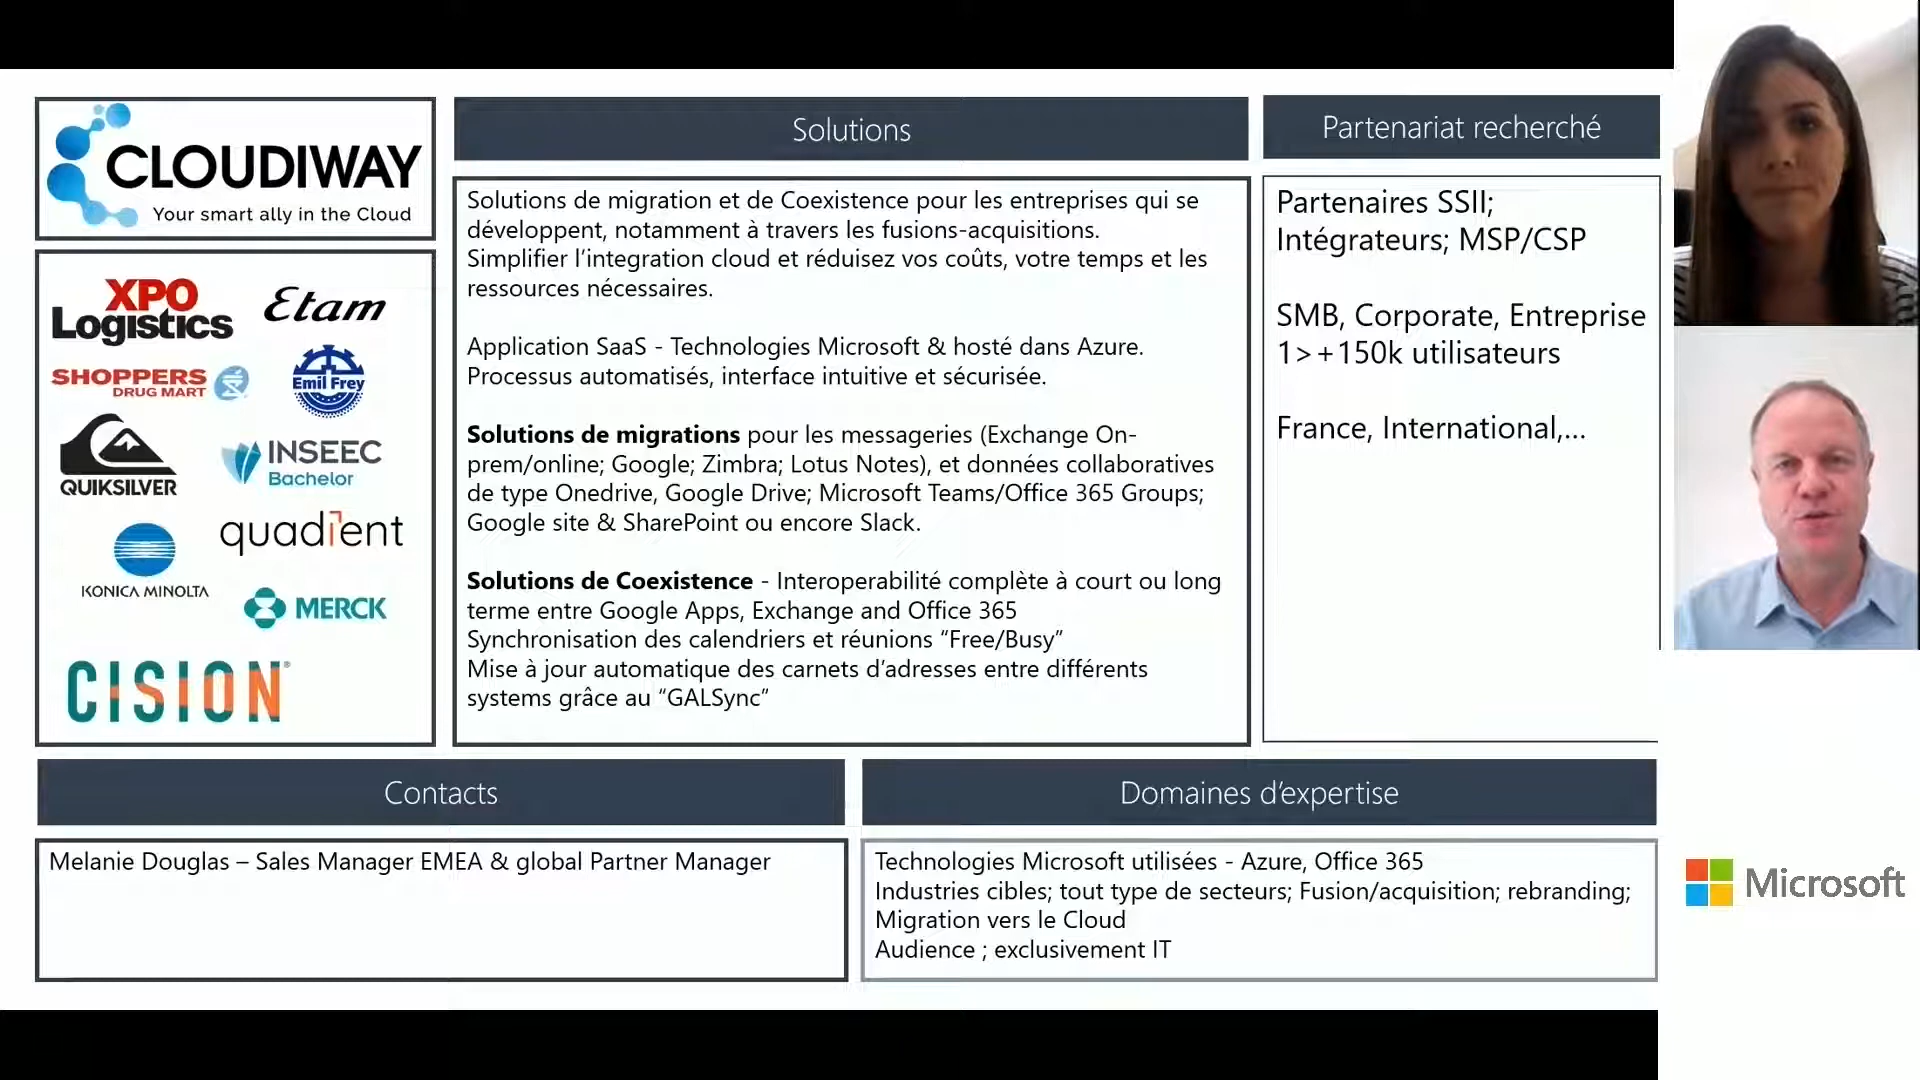 CLOUDIWAY
Your smart ally in the Cloud
XPO
Logistics
Etam
SHOPPERS
DRUG MART
Emil Frey
QUIKSILVER
INSEEC
Bachelor
KONICA MINOLTA
quadient
MERCK
CISION®
Solutions
Solutions de migration et de Coexistence pour les entreprises qui se
développent, notamment à travers les fusions-acquisitions.
Simplifier l’integration cloud et réduisez vos coûts, votre temps et les
ressources nécessaires.
Application SaaS - Technologies Microsoft & hosté dans Azure.
Processus automatisés, interface intuitive et sécurisée.
Solutions de migrations pour les messageries (Exchange On-
prem/online; Google; Zimbra; Lotus Notes), et données collaboratives
de type Onedrive, Google Drive; Microsoft Teams/Office 365 Groups;
Google site & SharePoint ou encore Slack.
Solutions de Coexistence - Interoperabilité complète à court ou long
terme entre Google Apps, Exchange and Office 365
Synchronisation des calendriers et réunions “Free/Busy”
Mise à jour automatique des carnets d’adresses entre différents
systems grâce au “GALSync”
Partenariat recherché
Partenaires SSII;
Intégrateurs; MSP/CSP
SMB, Corporate, Entreprise
1>+150k utilisateurs
France, International,...
Contacts
Melanie Douglas – Sales Manager EMEA & global Partner Manager
Domaines d’expertise
Technologies Microsoft utilisées - Azure, Office 365
Industries cibles; tout type de secteurs; Fusion/acquisition; rebranding;
Migration vers le Cloud
Audience ; exclusivement IT
Microsoft